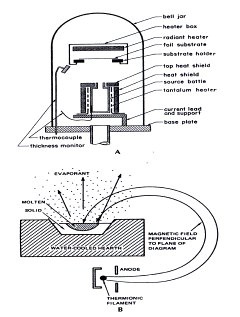 bell jar
heater box
radiant heater
foil substrate
substrate holder
top heat shield
heat shield
source bottle
tantalum heater
current lead
and support
base plate
thermocouple
thickness monitor
A
EVAPORANT
MOLTEN
SOLID
WATER COOLED HEARTH
MAGNETIC FIELD
PERPENDICULAR
TO PLANE OF
DIAGRAM
ANODE
THERMIONIC
FILAMENT
B